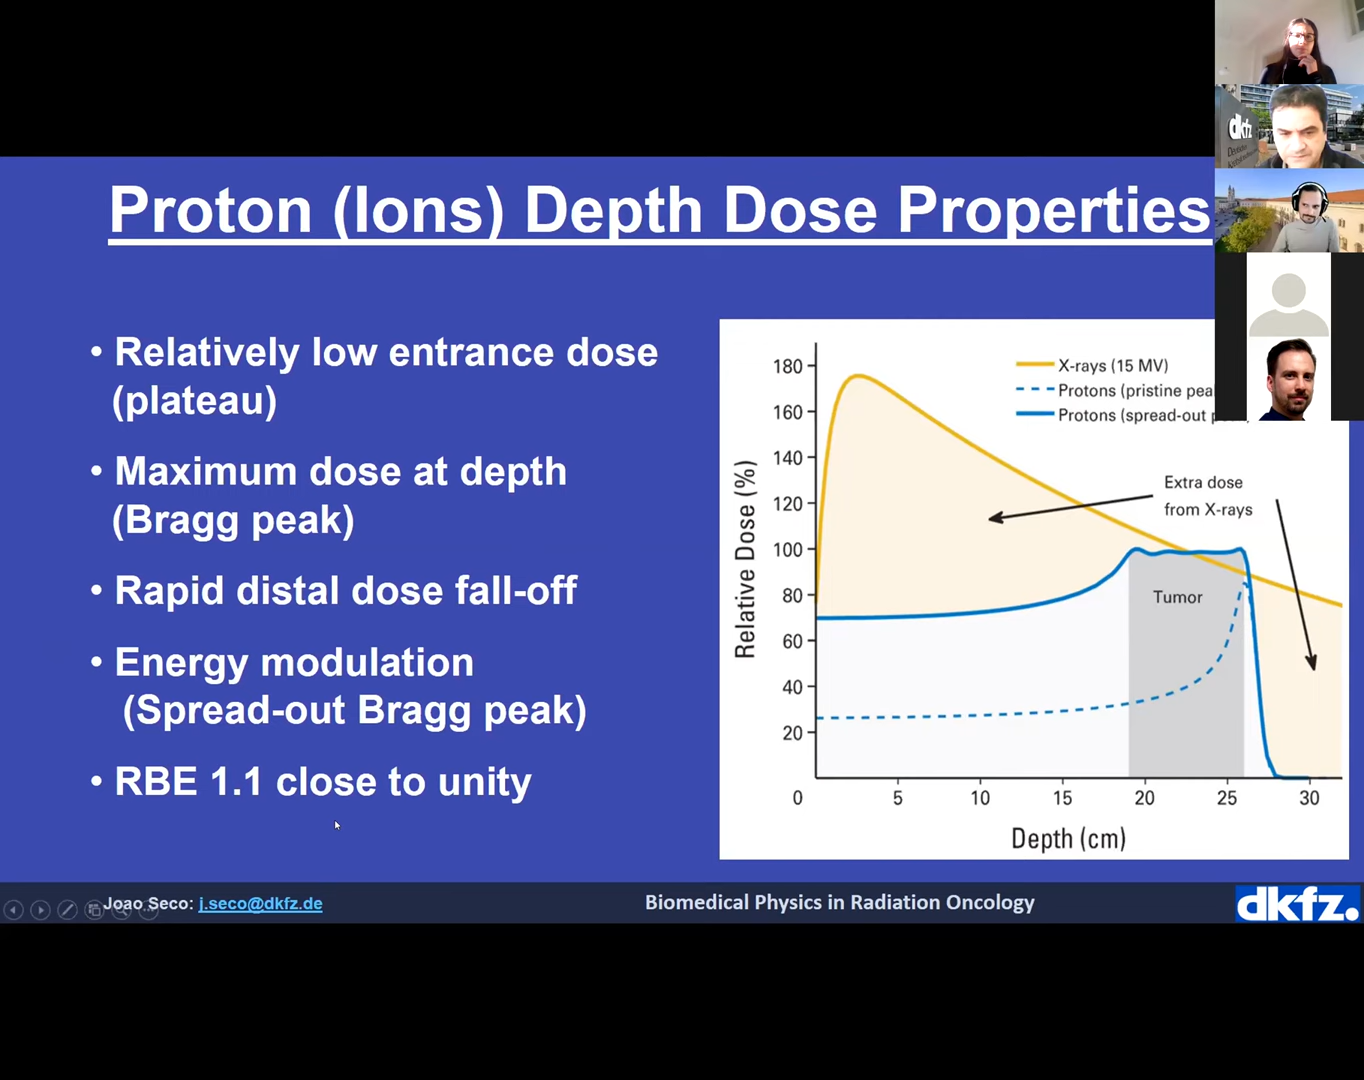 Proton (Ions) Depth Dose Properties
• Relatively low entrance dose
(plateau)
• Maximum dose at depth
(Bragg peak)
• Rapid distal dose fall-off
• Energy modulation
(Spread-out Bragg peak)
• RBE 1.1 close to unity
Relative Dose (%)
180
160
140
120
100
80
60
40
20
0
5
10
15
20
25
30
Depth (cm)
X-rays (15 MV)
Protons (pristine pea
Protons (spread-out
Extra dose
from X-rays
Tumor
Joao Seco: j.seco@dkfz.de
Biomedical Physics in Radiation Oncology
dkfz.
dkfz